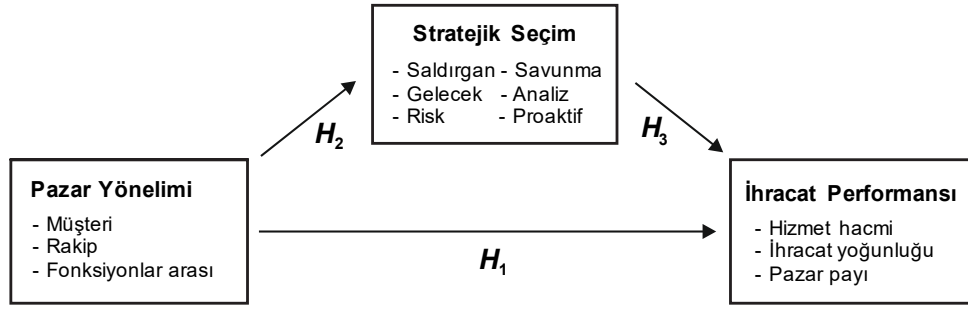 Stratejik Seçim
- Saldırgan - Savunma
- Gelecek - Analiz
- Risk - Proaktif
H2
H3
Pazar Yönelimi
- Müşteri
- Rakip
- Fonksiyonlar arası
H1
İhracat Performansı
- Hizmet hacmi
- İhracat yoğunluğu
- Pazar payı